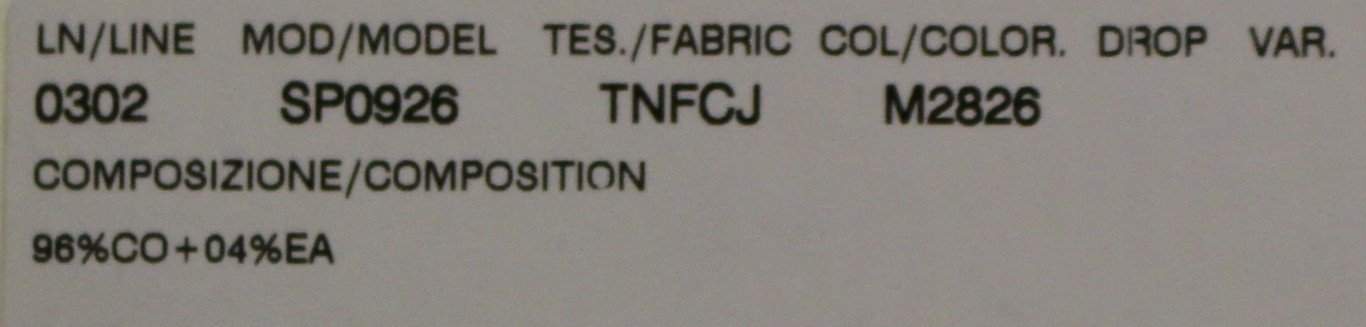 LN/LINE MOD/MODEL TES./FABRIC COL/COLOR. DROP VAR.
0302 SP0926 TNFCJ M2826
COMPOSIZIONE/COMPOSITION
96%CO+04%EA